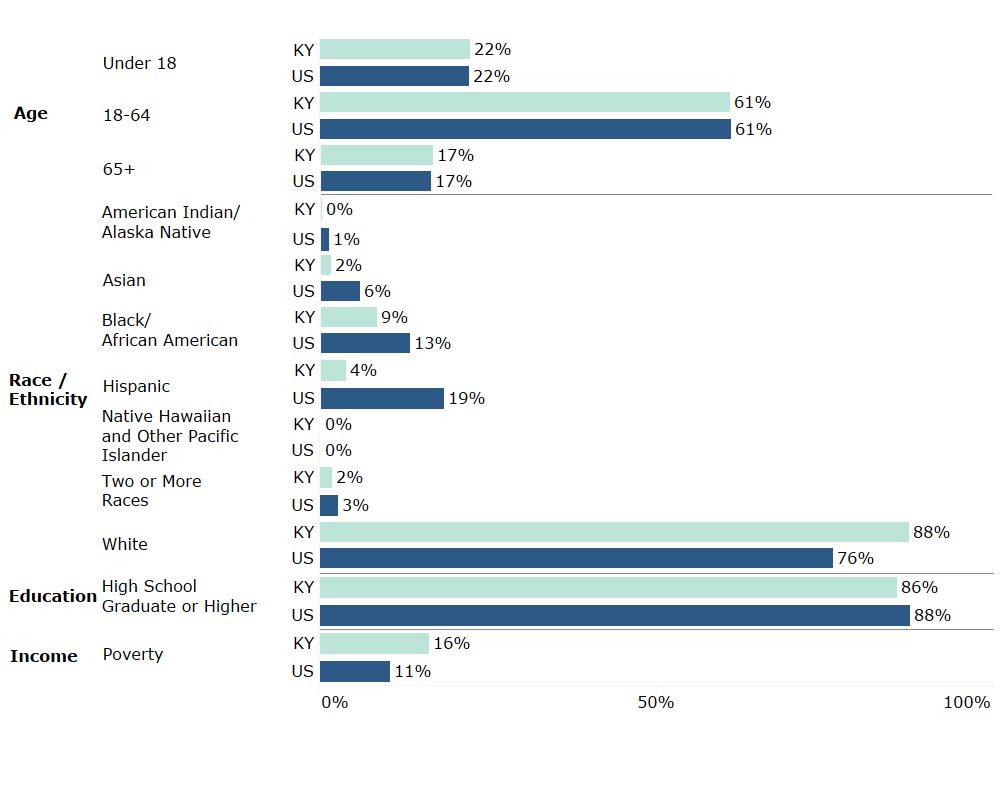 Age
Under 18
KY 22%
US 22%
18-64
KY 61%
US 61%
65+
KY 17%
US 17%
Race /
Ethnicity
American Indian/
Alaska Native
KY 0%
US 1%
Asian
KY 2%
US 6%
Black/
African American
KY 9%
US 13%
Hispanic
KY 4%
US 19%
Native Hawaiian
and Other Pacific
Islander
KY 0%
US 0%
Two or More
Races
KY 2%
US 3%
White
KY 88%
US 76%
Education
High School
Graduate or Higher
KY 86%
US 88%
Income
Poverty
KY 16%
US 11%
0% 50% 100%